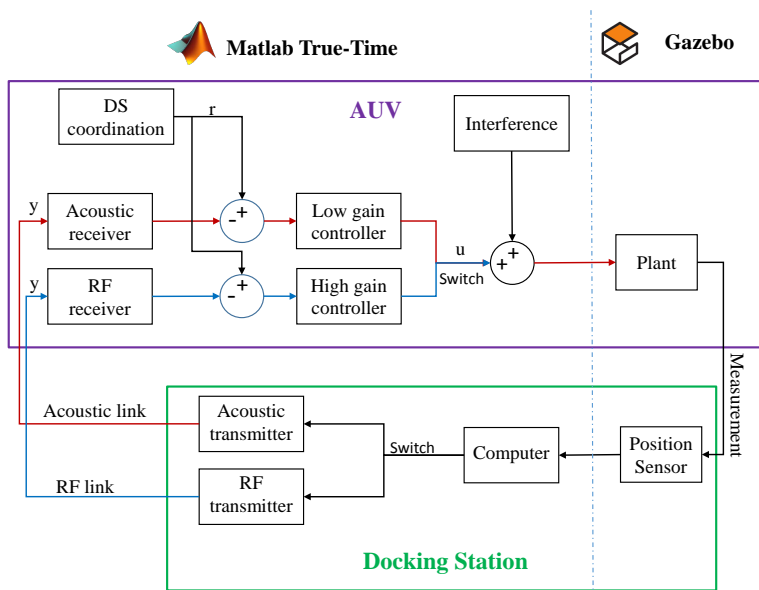 Matlab True-Time
Gazebo
AUV
DS
coordination
r
Interference
y
Acoustic
receiver
- +
Low gain
controller
u
Switch
+ +
Plant
y
RF
receiver
- +
High gain
controller
Measurement
Acoustic link
Acoustic
transmitter
Switch
Computer
Position
Sensor
RF link
RF
transmitter
Docking Station